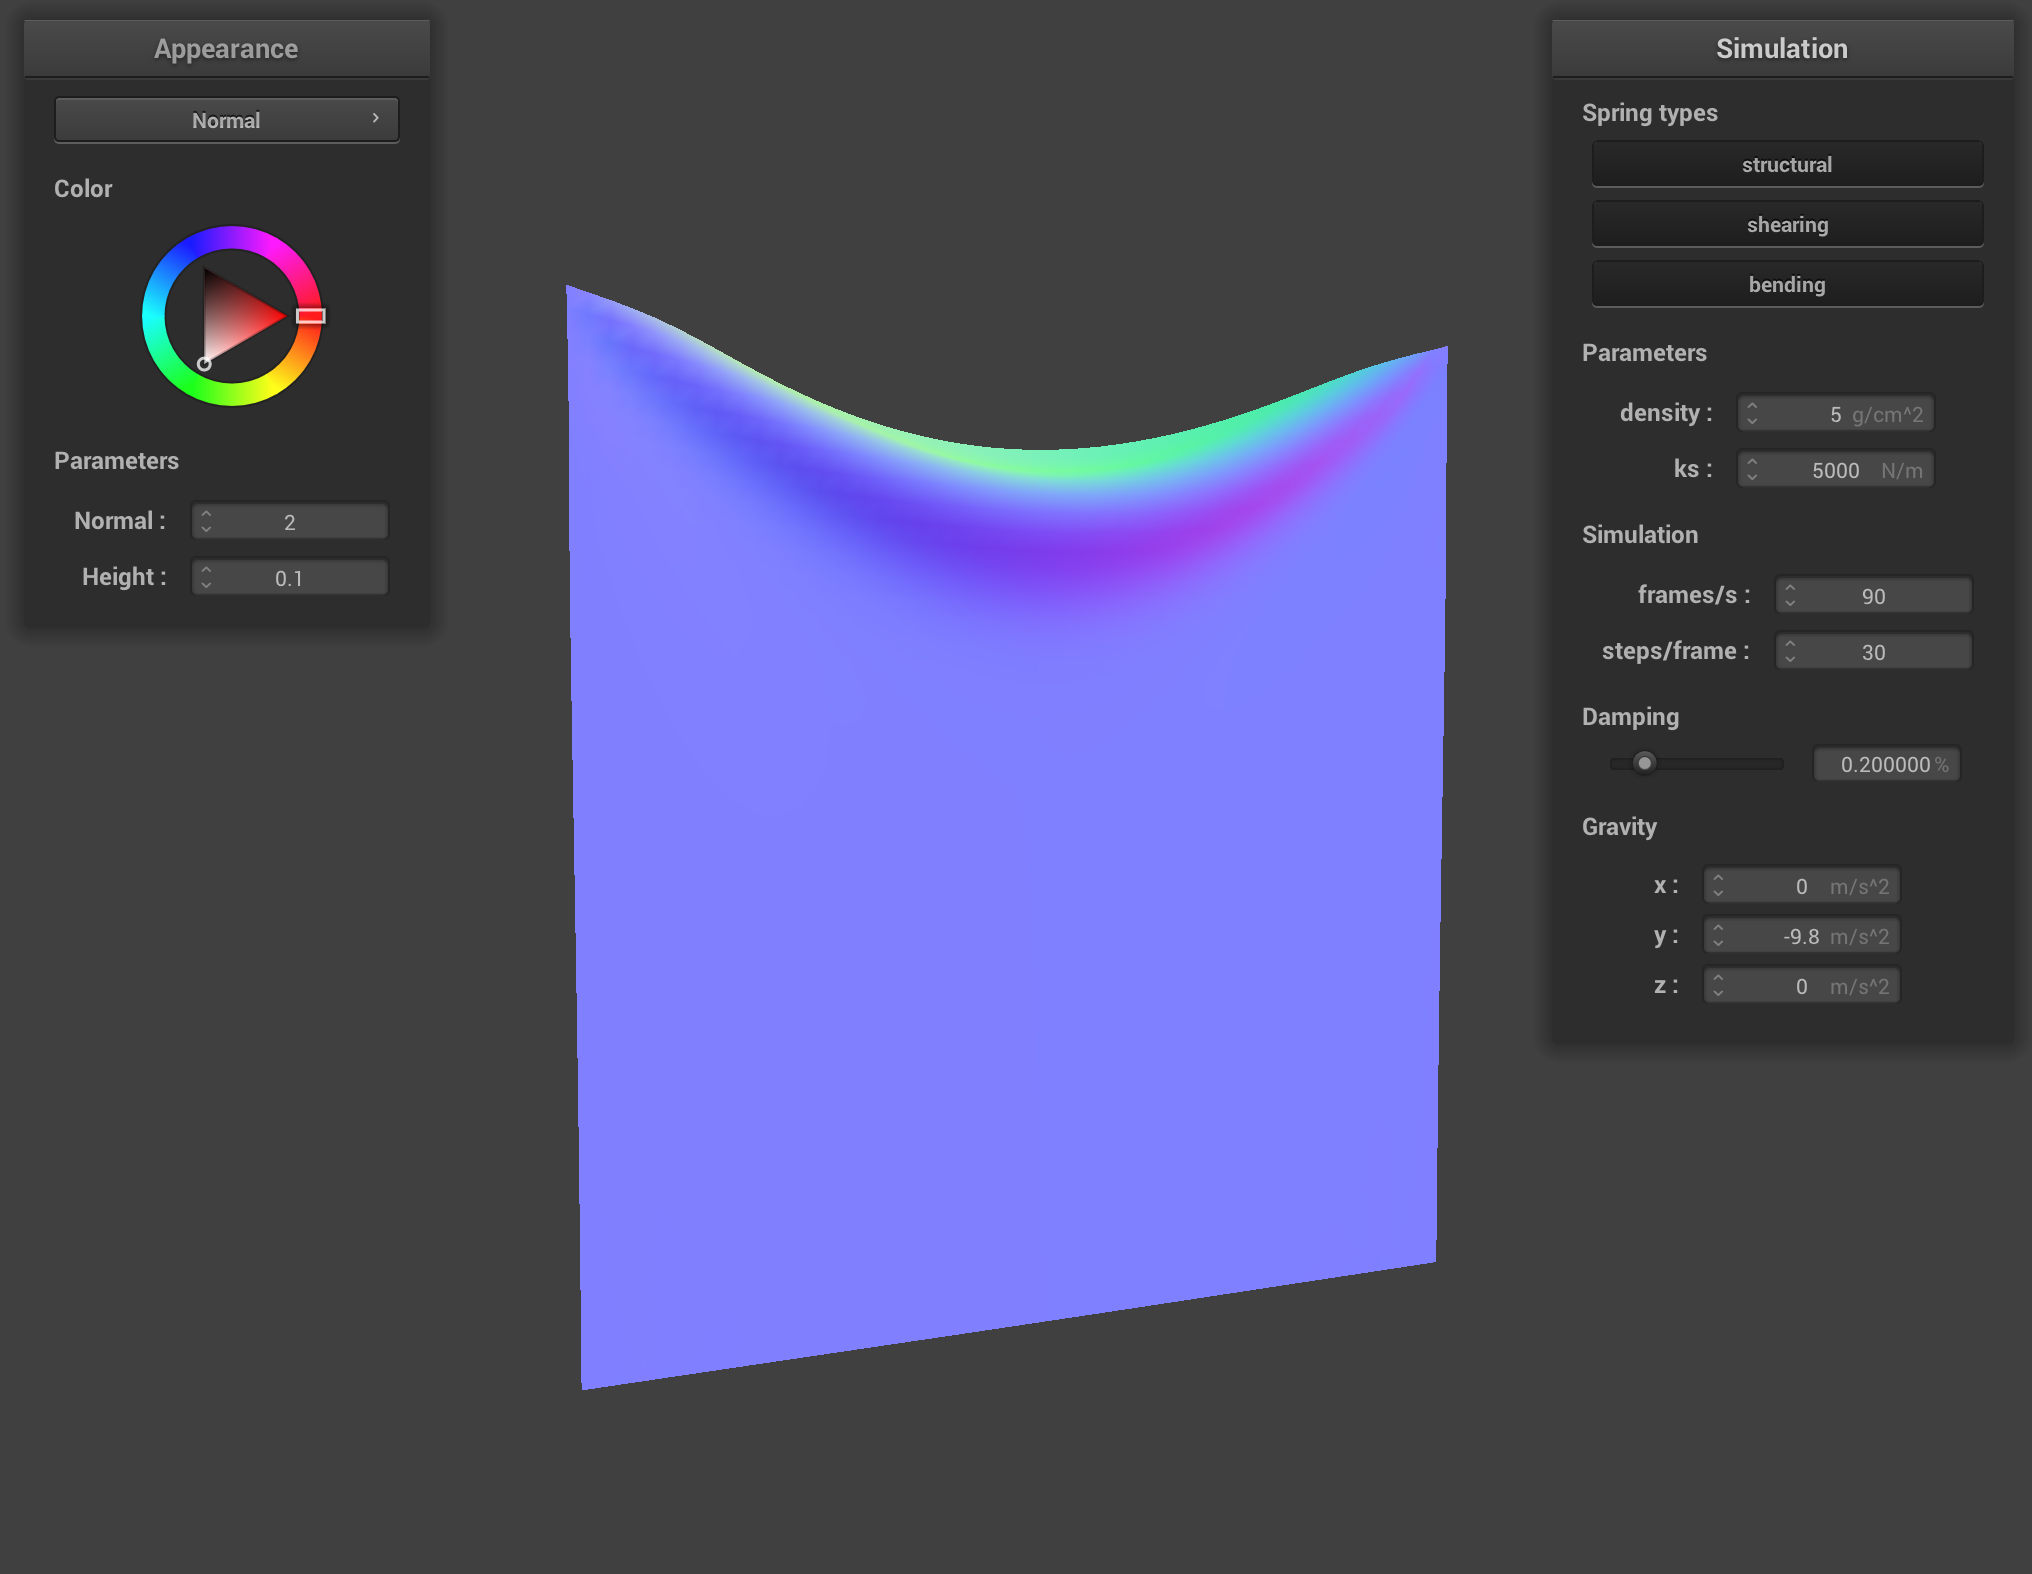 Appearance
Normal
Color
Parameters
Normal : 2
Height : 0.1
Simulation
Spring types
structural
shearing
bending
Parameters
density : 5 g/cm^2
ks : 5000 N/m
Simulation
frames/s : 90
steps/frame : 30
Damping
0.200000 %
Gravity
x : 0 m/s^2
y : -9.8 m/s^2
z : 0 m/s^2